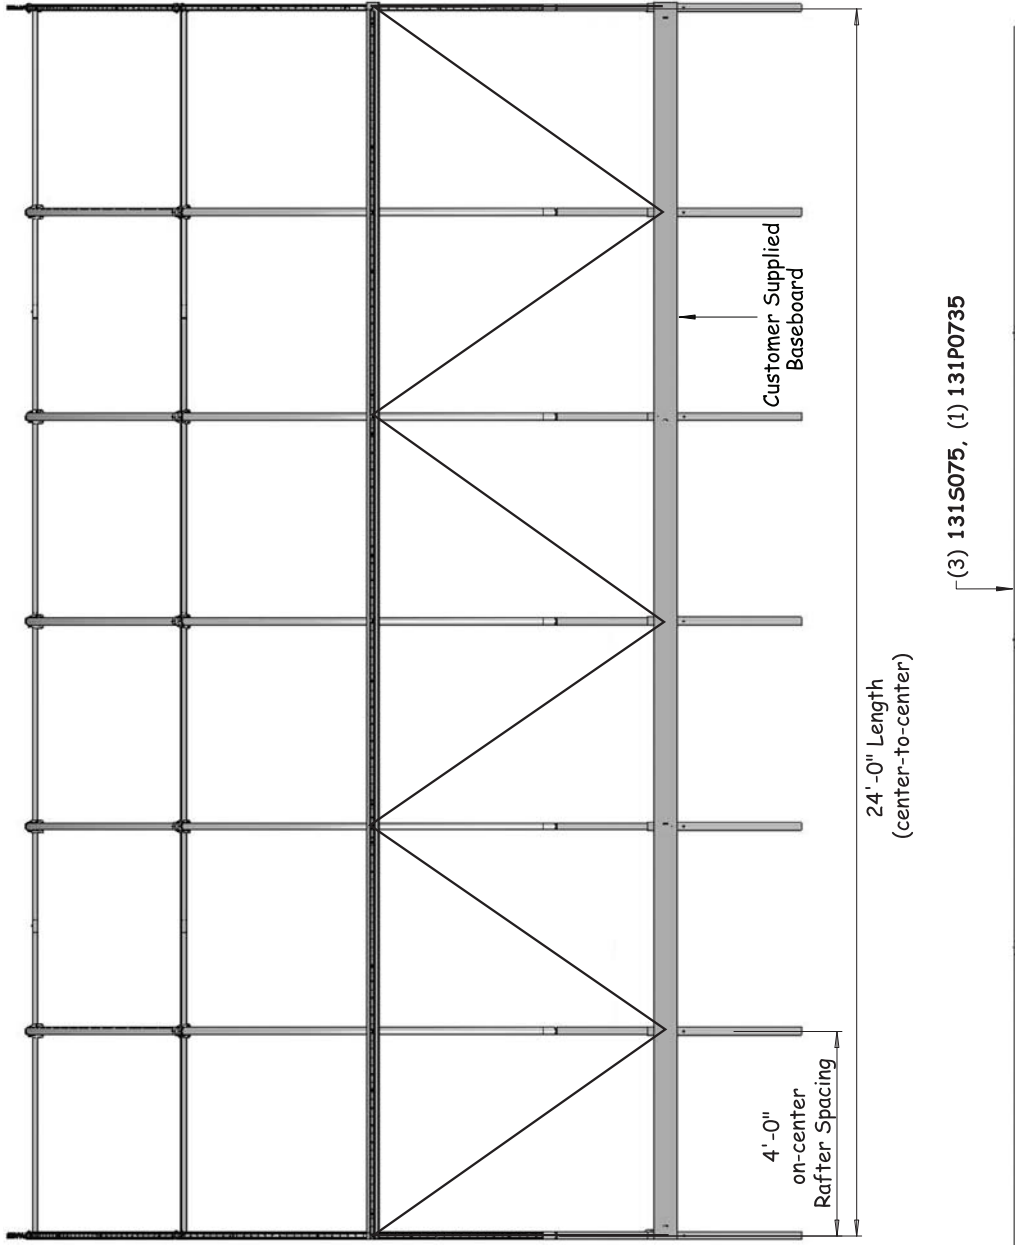 Customer Supplied
Baseboard
(3) 131S075, (1) 131P0735
24'-0" Length
(center-to-center)
4'-0"
on-center
Rafter Spacing